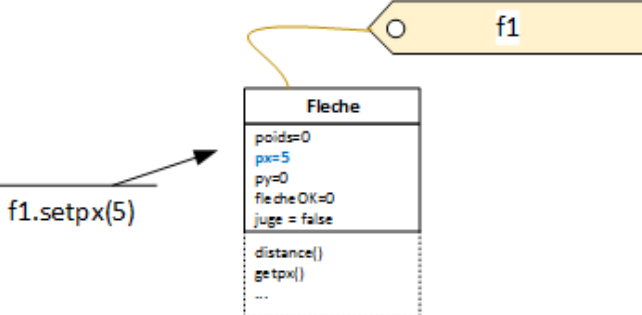 f1
Fleche
poids=0
px=5
py=0
flecheOK=0
juge = false
f1.setpx(5)
distance()
getpx()
...